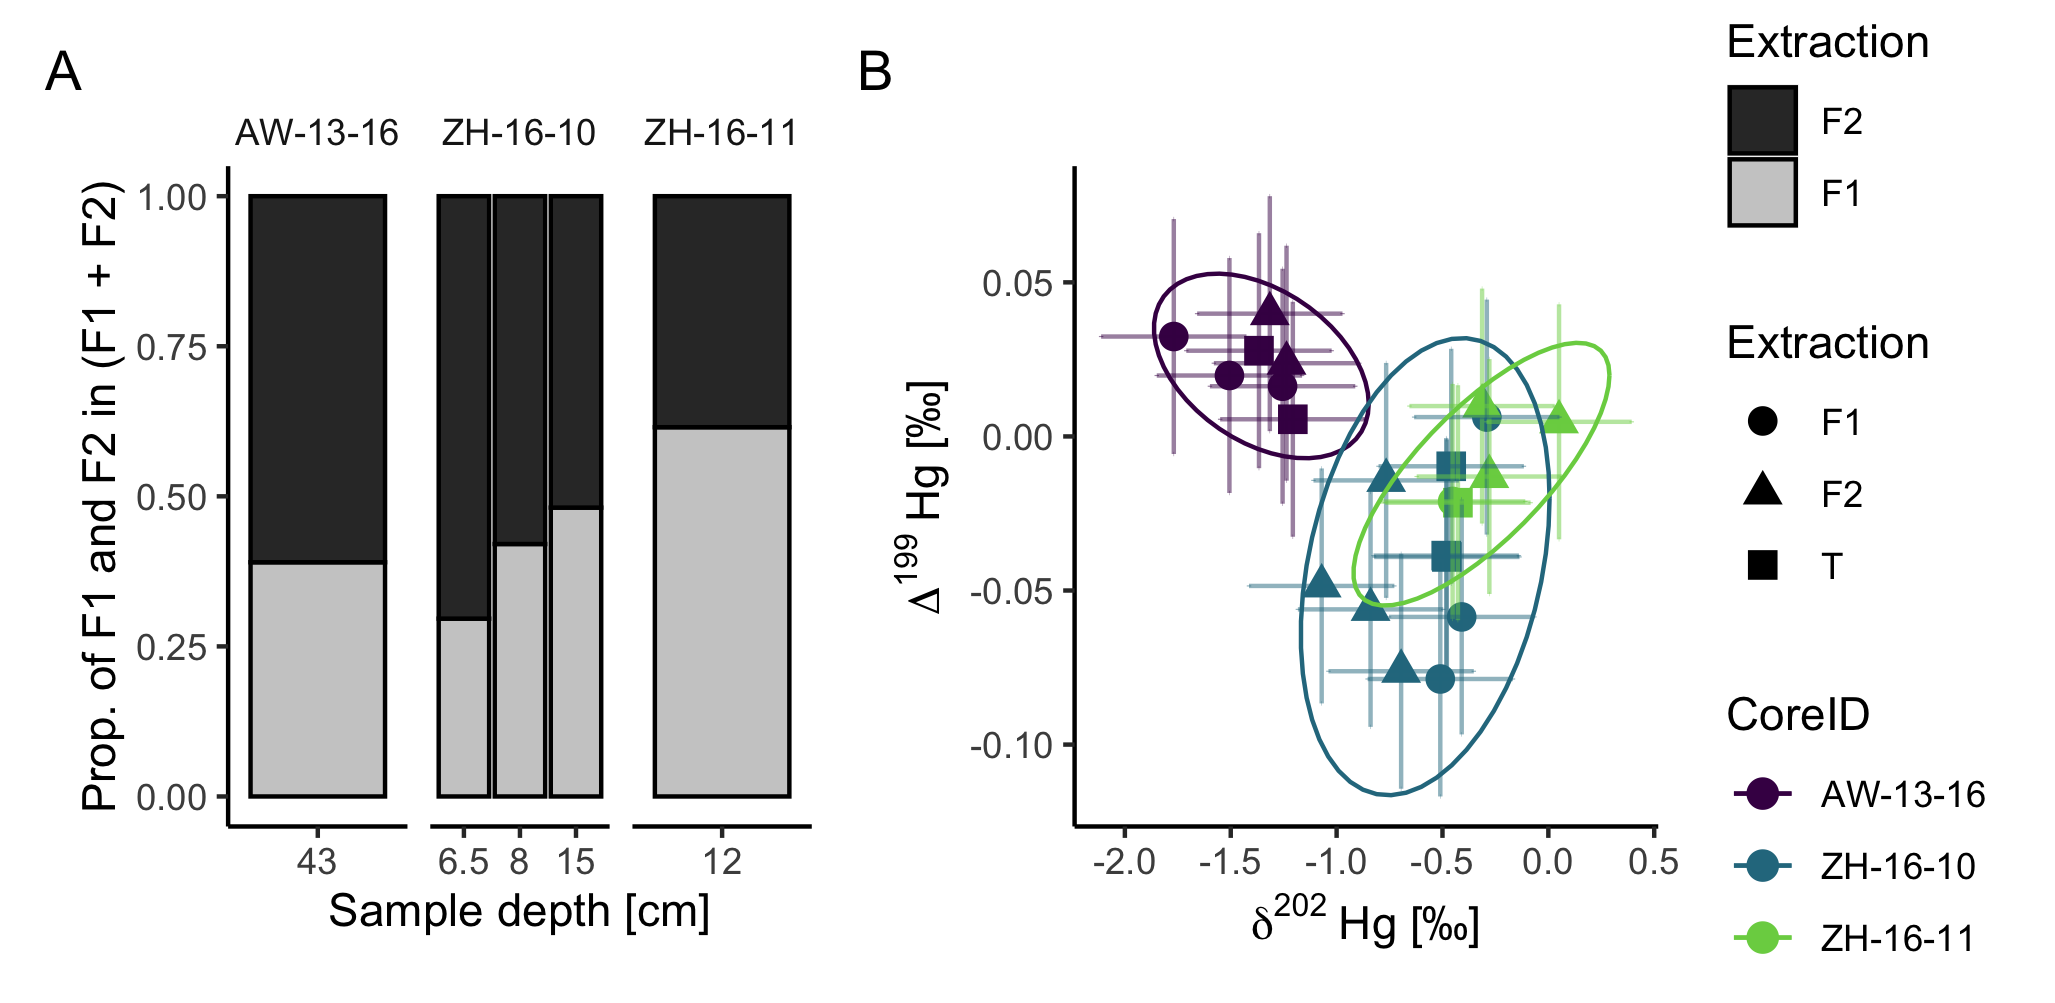 A
AW-13-16 ZH-16-10 ZH-16-11
Prop. of F1 and F2 in (F1 + F2)
1.00
0.75
0.50
0.25
0.00
43 6.5 8 15 12
Sample depth [cm]
B
Δ199 Hg [‰]
0.05
0.00
-0.05
-0.10
-2.0 -1.5 -1.0 -0.5 0.0 0.5
δ202 Hg [‰]
Extraction
F2
F1
Extraction
F1
F2
T
CoreID
AW-13-16
ZH-16-10
ZH-16-11